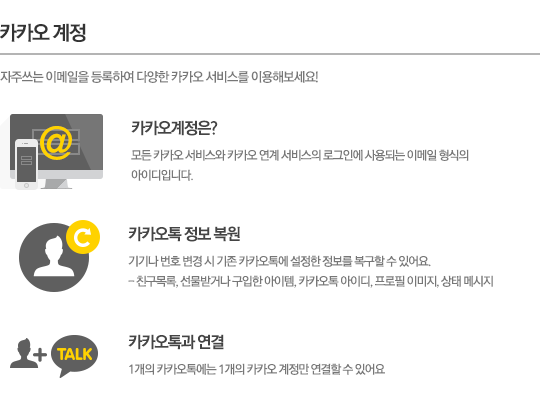 카카오 계정
자주쓰는 이메일을 등록하여 다양한 카카오 서비스를 이용해보세요!
@
카카오계정은?
모든 카카오 서비스와 카카오 연계 서비스의 로그인에 사용되는 이메일 형식의
아이디입니다.
카카오톡 정보 복원
기기나 번호 변경 시 기존 카카오톡에 설정한 정보를 복구할 수 있어요.
– 친구목록, 선물받거나 구입한 아이템, 카카오톡 아이디, 프로필 이미지, 상태 메시지
카카오톡과 연결
TALK
1개의 카카오톡에는 1개의 카카오 계정만 연결할 수 있어요